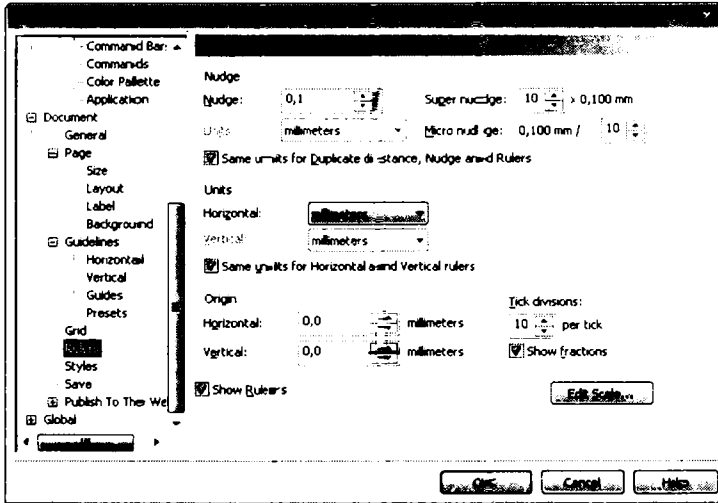 Command Bar:
Commands
Color Pallette
Application
Document
General
Page
Size
Layout
Label
Background
Guidelines
Horizontal
Vertical
Guides
Presets
Grid
Styles
Save
Publish To The We
Global
Nudge
Nudge: 0,1 Super nudge: 10 x 0,100 mm
Units millimeters Micro nudge: 0,100 mm / 10
Same units for Duplicate distance, Nudge and Rulers
Units
Horizontal: millimeters
Vertical: millimeters
Same units for Horizontal and Vertical rulers
Origin Tick divisions:
Horizontal: 0,0 millimeters 10 per tick
Vertical: 0,0 millimeters Show fractions
Show Rulers Edit Scale...
OK Cancel Help